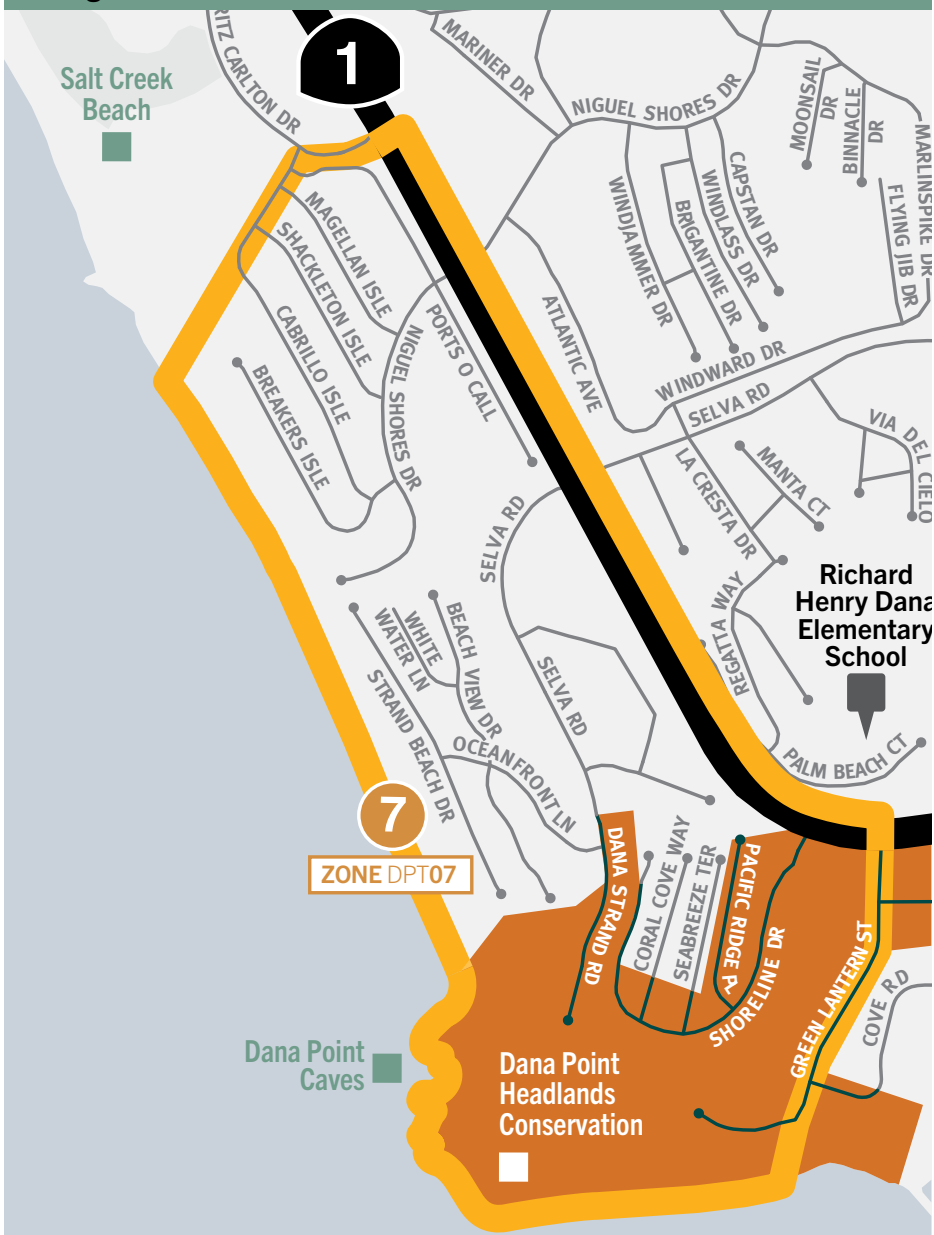 RITZ CARLTON DR
1
Salt Creek
Beach
MARINER DR
NIGUEL SHORES DR
MOONSAIL
DR
BINNACLE
DR
MARLINSPIKE DR
FLYING JIB DR
CAPSTAN DR
WINDLASS DR
BRIGANTINE DR
WINDJAMMER DR
MAGELLAN ISLE
SHACKLETON ISLE
CABRILLO ISLE
BREAKERS ISLE
NIGUEL SHORES DR
PORTS O CALL
ATLANTIC AVE
WINDWARD DR
SELVA RD
VIA DEL CIELO
LA CRESTA DR
MANTA CT
SELVA RD
Richard
Henry Dana
Elementary
School
REGATTA WAY
PALM BEACH CT
WHITE
WATER LN
BEACH VIEW DR
STRAND BEACH DR
OCEANFRONT LN
SELVA RD
7
ZONE DPT07
DANA STRAND RD
CORAL COVE WAY
SEABREEZE TER
PACIFIC RIDGE PL
SHORELINE DR
GREEN LANTERN ST
COVE RD
Dana Point
Caves
Dana Point
Headlands
Conservation